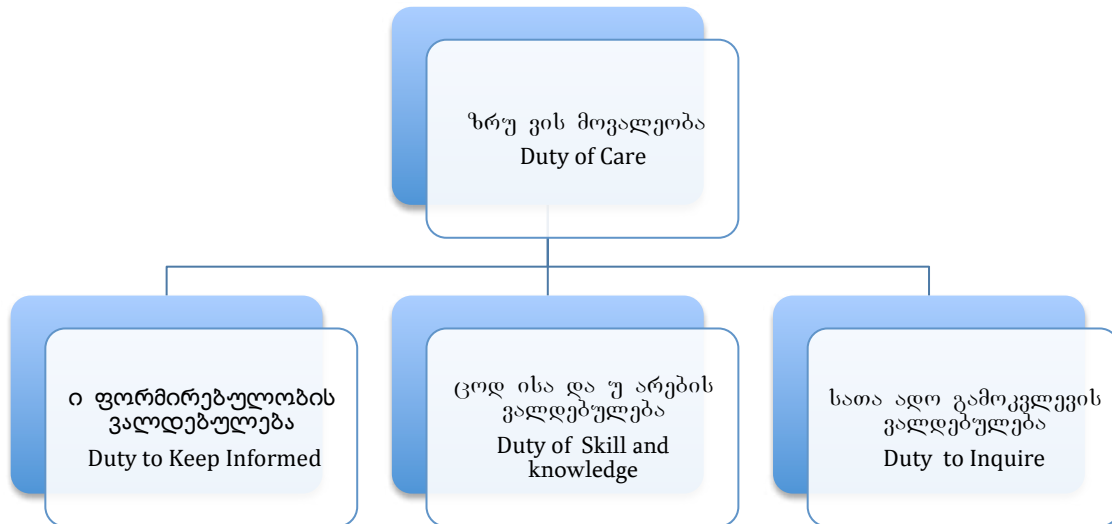 ზრუ ვის მოვალეობა
Duty of Care
ი ფორმირებულობის
ვალდებულება
Duty to Keep Informed
ცოდ ისა და უ არების
ვალდებულება
Duty of Skill and
knowledge
სათა ადო გამოკვლევის
ვალდებულება
Duty to Inquire